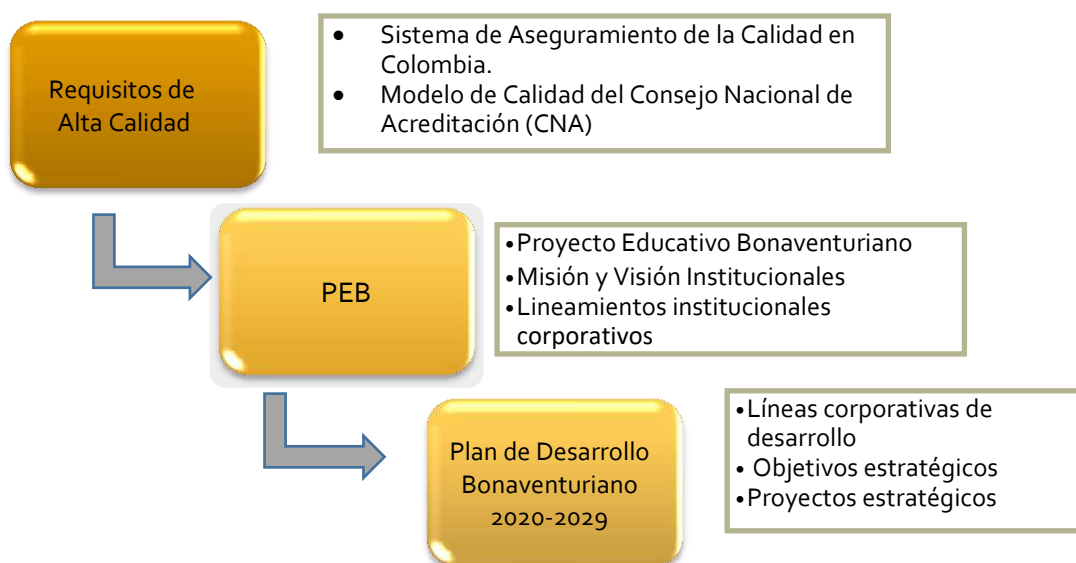 Requisitos de
Alta Calidad
• Sistema de Aseguramiento de la Calidad en
Colombia.
• Modelo de Calidad del Consejo Nacional de
Acreditación (CNA)
PEB
•Proyecto Educativo Bonaventuriano
•Misión y Visión Institucionales
•Lineamientos institucionales
corporativos
Plan de Desarrollo
Bonaventuriano
2020-2029
•Líneas corporativas de
desarrollo
• Objetivos estratégicos
•Proyectos estratégicos